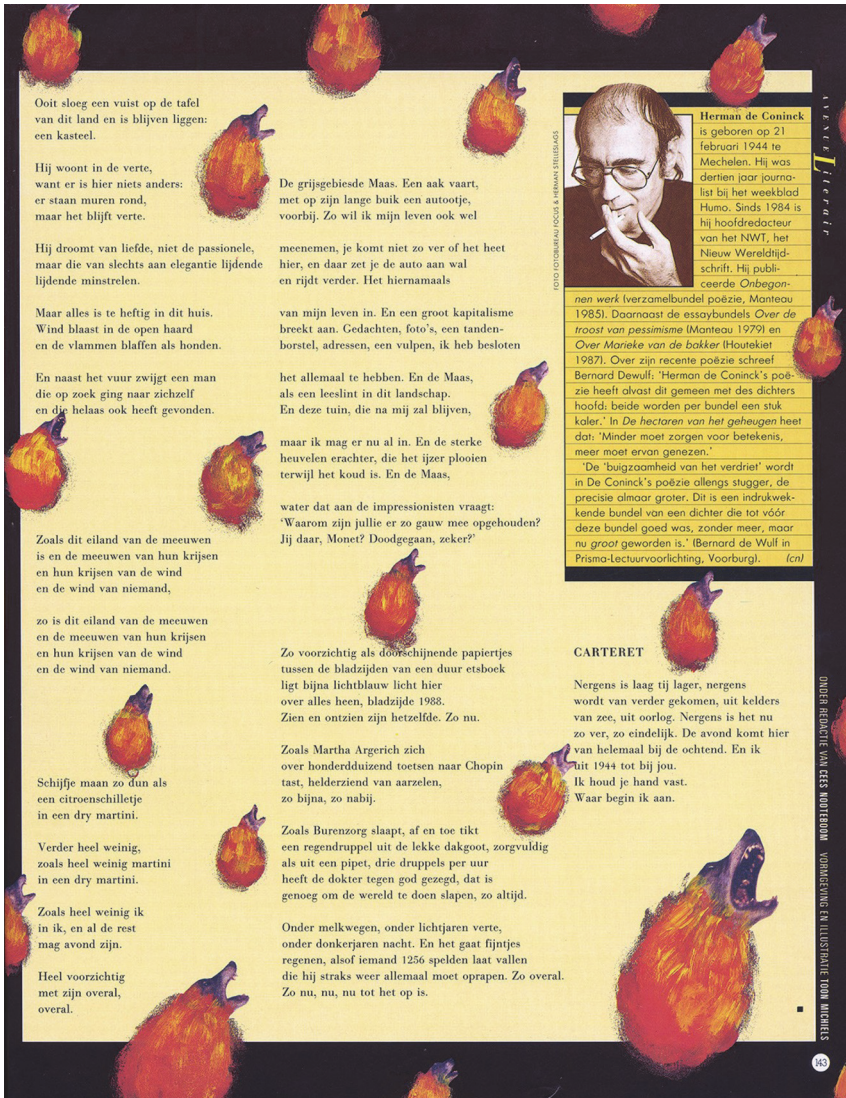 Ooit sloeg een vuist op de tafel
van dit land en is blijven liggen:
een kasteel.
Hij woont in de verte,
want er is hier niets anders:
er staan muren rond,
maar het blijft verte.
Hij droomt van liefde, niet de passionele,
maar die van slechts aan elegantie lijdende
lijdende minstrelen.
Maar alles is te heftig in dit huis.
Wind blaast in de open haard
en de vlammen blaffen als honden.
En naast het vuur zwijgt een man
die op zoek ging naar zichzelf
en die helaas ook heeft gevonden.
Zoals dit eiland van de meeuwen
is en de meeuwen van hun krijsen
en hun krijsen van de wind
en de wind van niemand,
zo is dit eiland van de meeuwen
en de meeuwen van hun krijsen
en hun krijsen van de wind
en de wind van niemand.
Schijfje maan zo dun als
een citroenschilletje
in een dry martini.
Verder heel weinig,
zoals heel weinig martini
in een dry martini.
Zoals heel weinig ik
in ik, en al de rest
mag avond zijn.
Heel voorzichtig
met zijn overal,
overal.
De grijsgebiesde Maas. Een aak vaart,
met op zijn lange buik een autootje,
voorbij. Zo wil ik mijn leven ook wel
meenemen, je komt niet zo ver of het heet
hier, en daar zet je de auto aan wal
en rijdt verder. Het hiernamaals
van mijn leven in. En een groot kapitalisme
breekt aan. Gedachten, foto's, een tanden-
borstel, adressen, een vulpen, ik heb besloten
het allemaal te hebben. En de Maas,
als een leeslint in dit landschap.
En deze tuin, die na mij zal blijven,
maar ik mag er nu al in. En de sterke
heuvelen erachter, die het ijzer plooien
terwijl het koud is. En de Maas,
water dat aan de impressionisten vraagt:
'Waarom zijn jullie er zo gauw mee opgehouden?
Jij daar, Monet? Doodgegaan, zeker?'
Zo voorzichtig als doorschijnende papiertjes
tussen de bladzijden van een duur etsboek
ligt bijna lichtblauw licht hier
over alles heen, bladzijde 1988.
Zien en ontzien zijn hetzelfde. Zo nu.
Zoals Martha Argerich zich
over honderdduizend toetsen naar Chopin
tast, helderziend van aarzelen,
zo bijna, zo nabij.
Zoals Burenzorg slaapt, af en toe tikt
een regendruppel uit de lekke dakgoot, zorgvuldig
als uit een pipet, drie druppels per uur
heeft de dokter tegen god gezegd, dat is
genoeg om de wereld te doen slapen, zo altijd.
Onder melkwegen, onder lichtjaren verte,
onder donkerjaren nacht. En het gaat fijntjes
regenen, alsof iemand 1256 spelden laat vallen
die hij straks weer allemaal moet oprapen. Zo overal.
Zo nu, nu, nu tot het op is.
FOTO FOTOBUREAU FOCUS & HERMAN STELLESLAGS
Herman de Coninck
is geboren op 21
februari 1944 te
Mechelen. Hij was
dertien jaar journa-
list bij het weekblad
Humo. Sinds 1984 is
hij hoofdredacteur
van het NWT, het
Nieuw Wereldtijd-
schrift. Hij publi-
ceerde Onbegon-
nen werk (verzamelbundel poëzie, Manteau
1985). Daarnaast de essaybundels Over de
troost van pessimisme (Manteau 1979) en
Over Marieke van de bakker (Houtekiet
1987). Over zijn recente poëzie schreef
Bernard Dewulf: 'Herman de Coninck's poë-
zie heeft alvast dit gemeen met des dichters
hoofd: beide worden per bundel een stuk
kaler.' In De hectaren van het geheugen heet
dat: 'Minder moet zorgen voor betekenis,
meer moet ervan genezen.'
'De 'buigzaamheid van het verdriet' wordt
in De Coninck's poëzie allengs stugger, de
precisie almaar groter. Dit is een indrukwek-
kende bundel van een dichter die tot vóór
deze bundel goed was, zonder meer, maar
nu groot geworden is.' (Bernard de Wulf in
Prisma-Lectuurvoorlichting, Voorburg). (cn)
CARTERET
Nergens is laag tij lager, nergens
wordt van verder gekomen, uit kelders
van zee, uit oorlog. Nergens is het nu
zo ver, zo eindelijk. De avond komt hier
van helemaal bij de ochtend. En ik
uit 1944 tot bij jou.
Ik houd je hand vast.
Waar begin ik aan.
AVENUE Literair
ONDER REDACTIE VAN CEES NOOTEBOOM VORMGEVING EN ILLUSTRATIE TOON MICHIELS
143